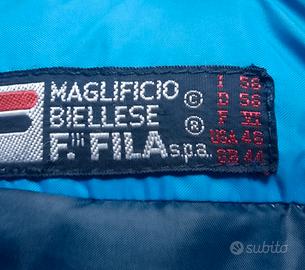 MAGLIFICIO ©
BIELLESE ®
F.lli FILA s.p.a.
I 56
D 56
F XL
USA 46
GB 44
subito